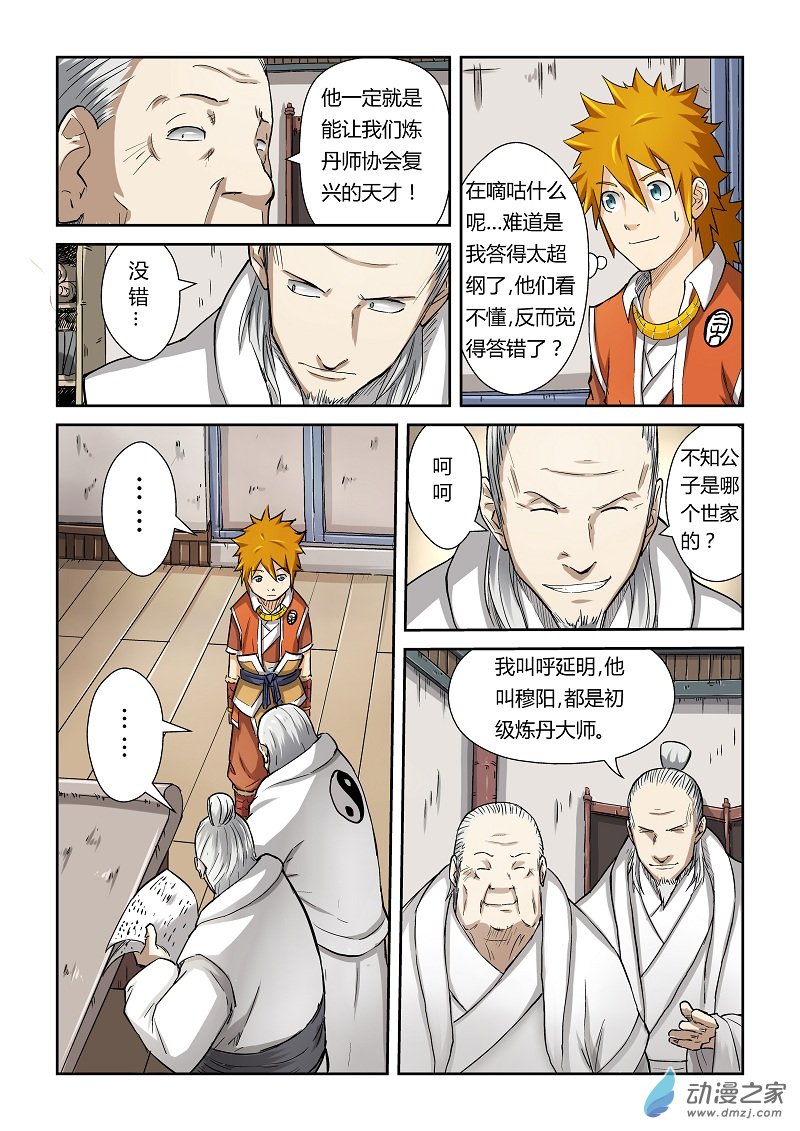 他一定就是
能让我们炼
丹师协会复
兴的天才！
没
错
…
在嘀咕什么
呢…难道是
我答得太超
纲了，他们看
不懂，反而觉
得答错了？
……
……
呵
呵
不知公
子是哪
个世家
的？
我叫呼延明，他
叫穆阳，都是初
级炼丹大师。
动漫之家
www.dmzj.com